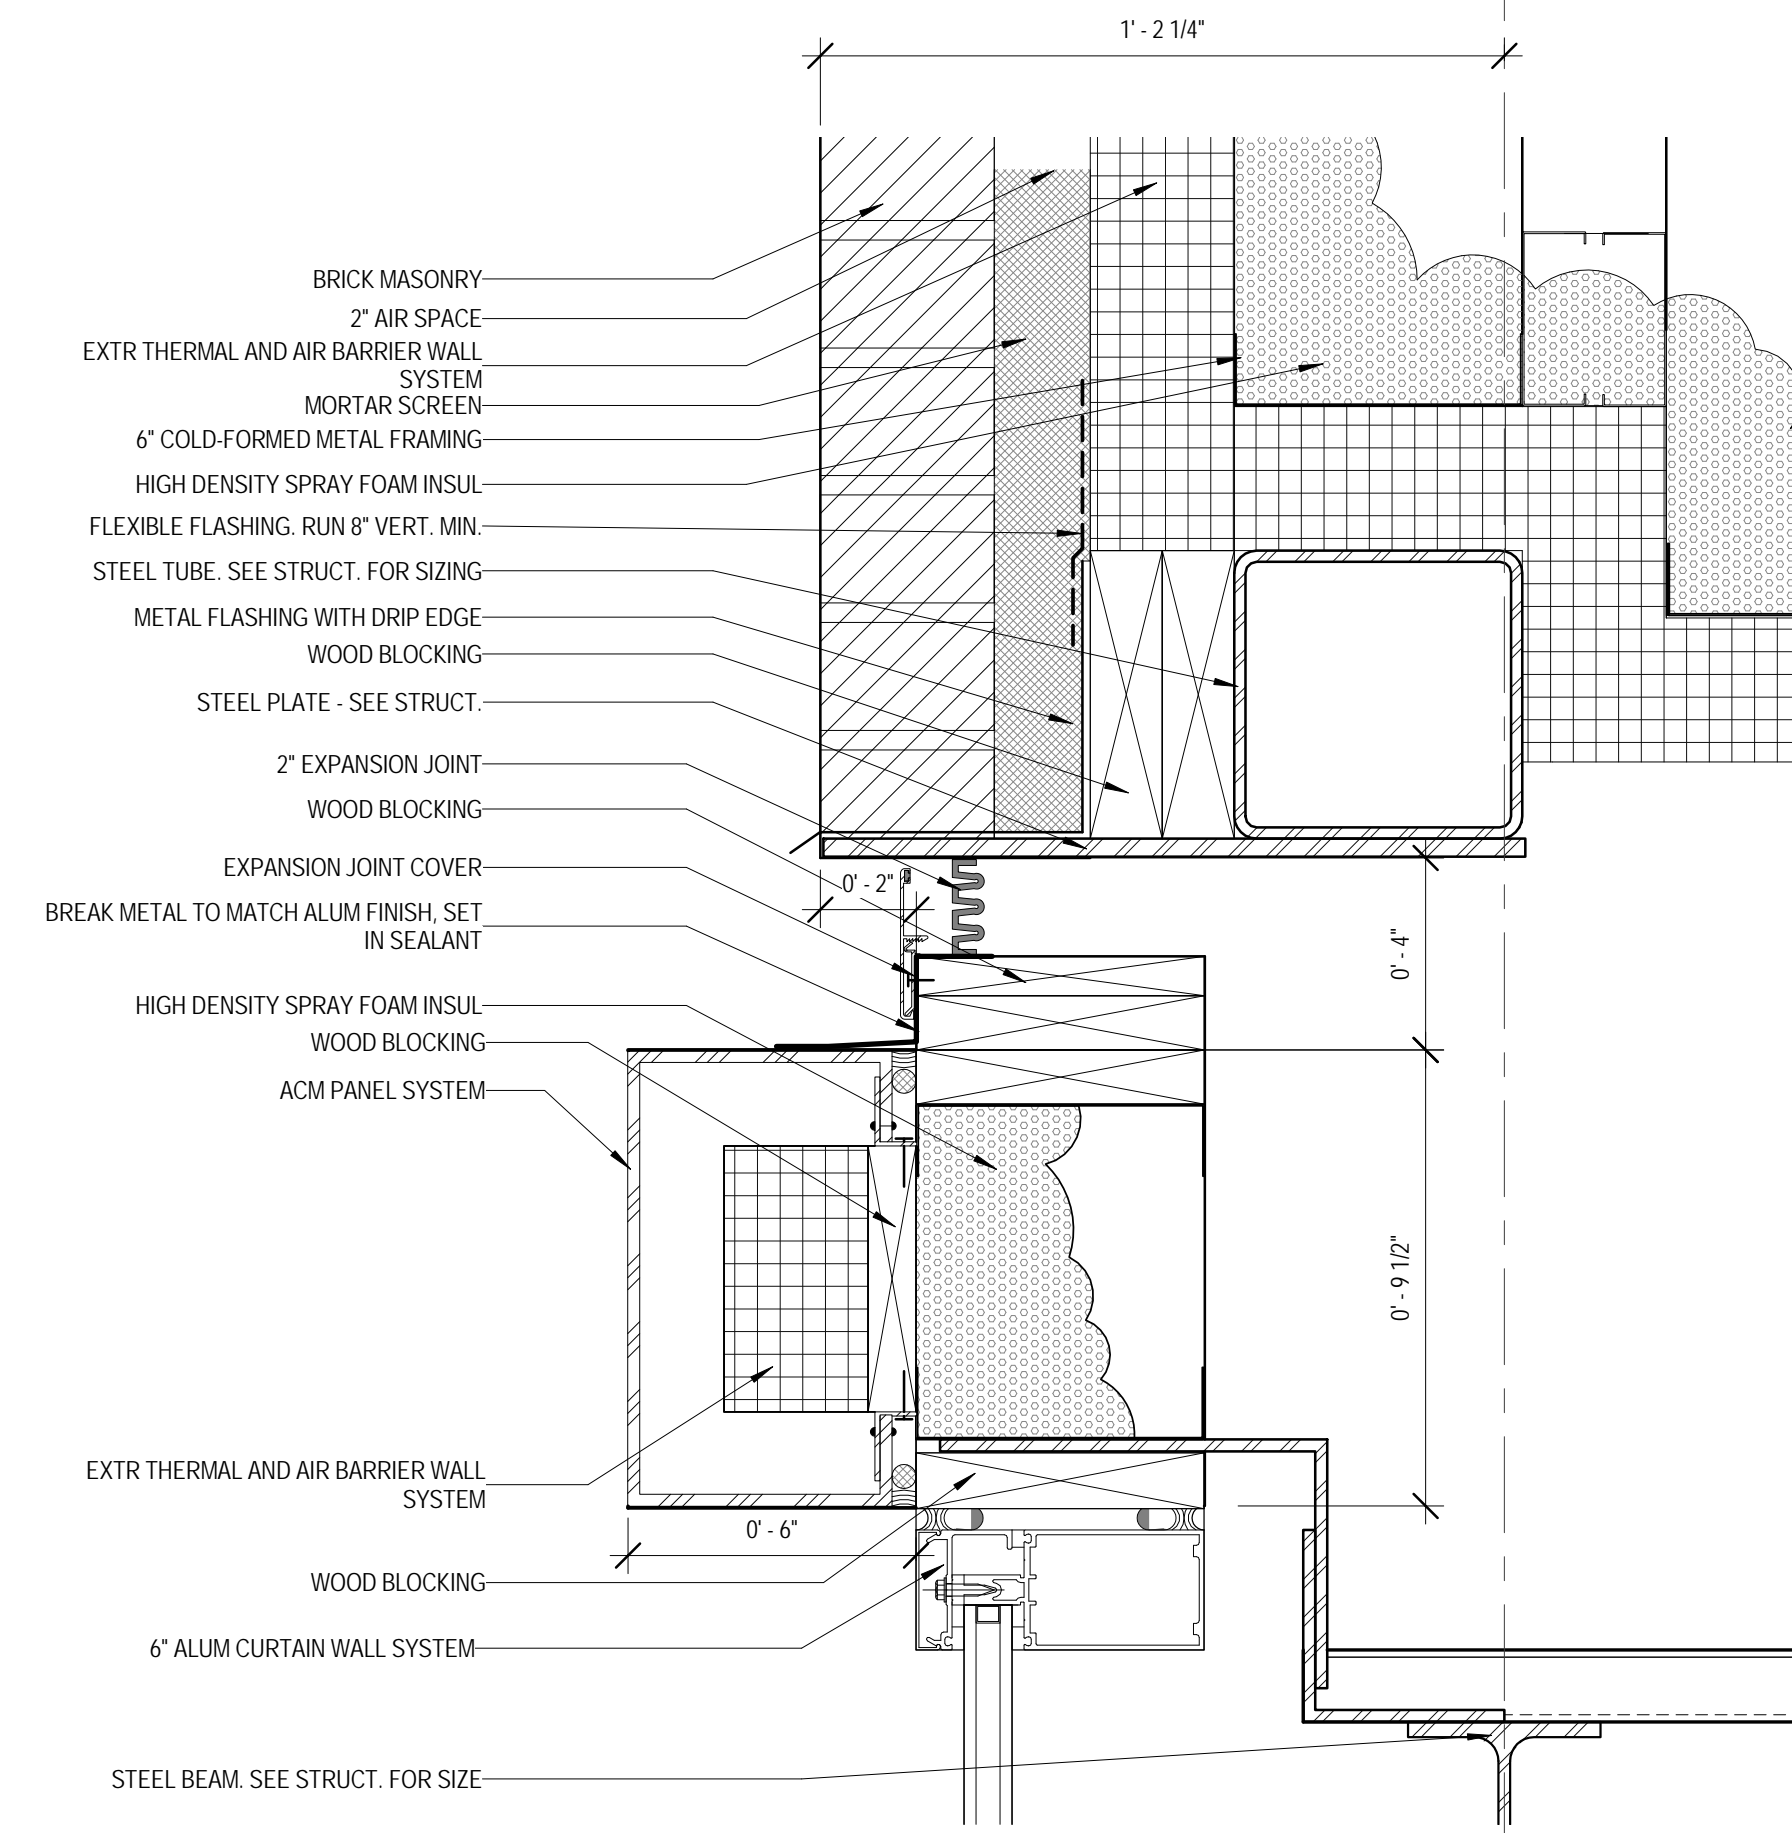 1' - 2 1/4"
BRICK MASONRY
2" AIR SPACE
EXTR THERMAL AND AIR BARRIER WALL
SYSTEM
MORTAR SCREEN
6" COLD-FORMED METAL FRAMING
HIGH DENSITY SPRAY FOAM INSUL
FLEXIBLE FLASHING. RUN 8" VERT. MIN.
STEEL TUBE. SEE STRUCT. FOR SIZING
METAL FLASHING WITH DRIP EDGE
WOOD BLOCKING
STEEL PLATE - SEE STRUCT.
2" EXPANSION JOINT
WOOD BLOCKING
EXPANSION JOINT COVER
BREAK METAL TO MATCH ALUM FINISH, SET
IN SEALANT
HIGH DENSITY SPRAY FOAM INSUL
WOOD BLOCKING
ACM PANEL SYSTEM
EXTR THERMAL AND AIR BARRIER WALL
SYSTEM
WOOD BLOCKING
6" ALUM CURTAIN WALL SYSTEM
STEEL BEAM. SEE STRUCT. FOR SIZE
0' - 2"
0' - 4"
0' - 9 1/2"
0' - 6"